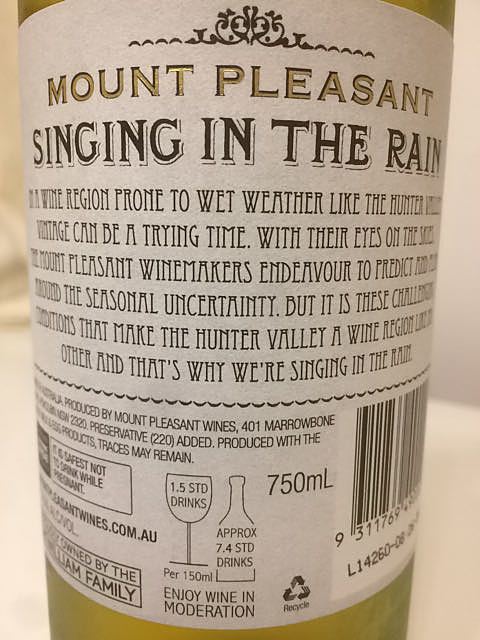 MOUNT PLEASANT
SINGING IN THE RAIN
A WINE REGION PRONE TO WET WEATHER LIKE THE HUNTER
VINTAGE CAN BE A TRYING TIME. WITH THEIR EYES ON THE SKIES,
THE MOUNT PLEASANT WINEMAKERS ENDEAVOUR TO PREDICT AND
AROUND THE SEASONAL UNCERTAINTY. BUT IT IS THESE CHALLENGING
CONDITIONS THAT MAKE THE HUNTER VALLEY A WINE REGION LIKE
OTHER AND THAT'S WHY WE'RE SINGING IN THE RAIN.
PRODUCED BY MOUNT PLEASANT WINES, 401 MARROWBONE
NSW 2320. PRESERVATIVE (220) ADDED. PRODUCED WITH THE
PRODUCTS, TRACES MAY REMAIN.
IT IS SAFEST NOT
TO DRINK WHILE
PREGNANT.
EASANTWINES.COM.AU
ALC/VOL.
OWNED BY THE
LIAM FAMILY
1.5 STD
DRINKS
Per 150ml
750mL
APPROX
7.4 STD
DRINKS
ENJOY WINE IN
MODERATION
Recycle
9 311769
L14260-08